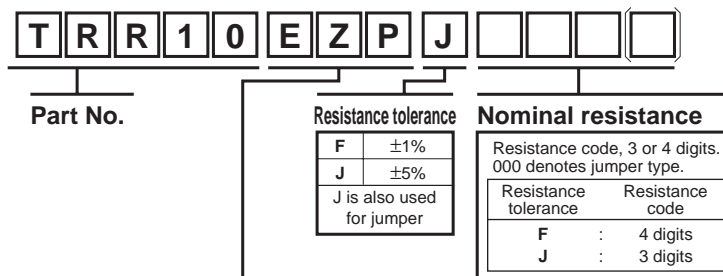 T R R 1 0 E Z P J
Part No.
Resistance tolerance
F ±1%
J ±5%
J is also used
for jumper
Nominal resistance
Resistance code, 3 or 4 digits.
000 denotes jumper type.
Resistance tolerance Resistance code
F : 4 digits
J : 3 digits